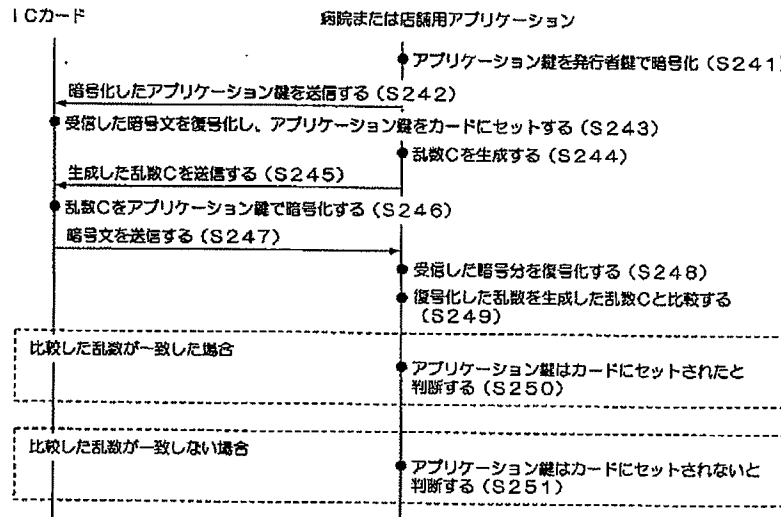 ICカード
病院または店舗用アプリケーション
アプリケーション鍵を発行者鍵で暗号化(S241)
暗号化したアプリケーション鍵を送信する(S242)
受信した暗号文を復号化し、アプリケーション鍵をカードにセットする(S243)
乱数Cを生成する(S244)
生成した乱数Cを送信する(S245)
乱数Cをアプリケーション鍵で暗号化する(S246)
暗号文を送信する(S247)
受信した暗号分を復号化する(S248)
復号化した乱数を生成した乱数Cと比較する
(S249)
比較した乱数が一致した場合
アプリケーション鍵はカードにセットされたと
判断する(S250)
比較した乱数が一致しない場合
アプリケーション鍵はカードにセットされないと
判断する(S251)